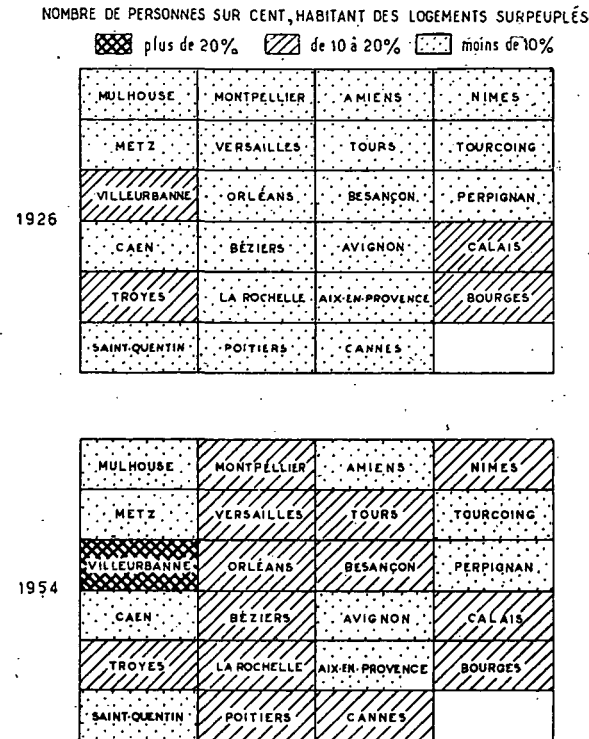 NOMBRE DE PERSONNES SUR CENT, HABITANT DES LOGEMENTS SURPEUPLÉS
plus de 20% de 10 à 20% moins de 10%
MULHOUSE MONTPELLIER AMIENS NIMES
METZ VERSAILLES TOURS TOURCOING
VILLEURBANNE ORLÉANS BESANÇON PERPIGNAN
1926
CAEN BÉZIERS AVIGNON CALAIS
TROYES LA ROCHELLE AIX-EN-PROVENCE BOURGES
SAINT-QUENTIN POITIERS CANNES
MULHOUSE MONTPELLIER AMIENS NIMES
METZ VERSAILLES TOURS TOURCOING
VILLEURBANNE ORLÉANS BESANÇON PERPIGNAN
1954
CAEN BÉZIERS AVIGNON CALAIS
TROYES LA ROCHELLE AIX-EN-PROVENCE BOURGES
SAINT-QUENTIN POITIERS CANNES